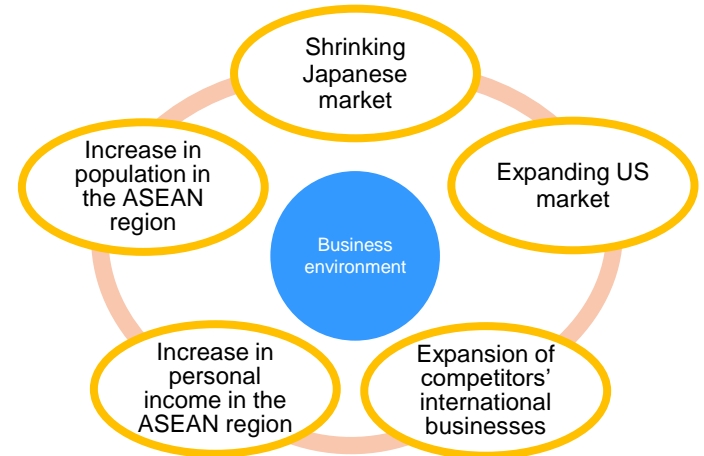 Shrinking
Japanese
market
Increase in
population in
the ASEAN
region
Expanding US
market
Business
environment
Increase in
personal
income in the
ASEAN region
Expansion of
competitors’
international
businesses